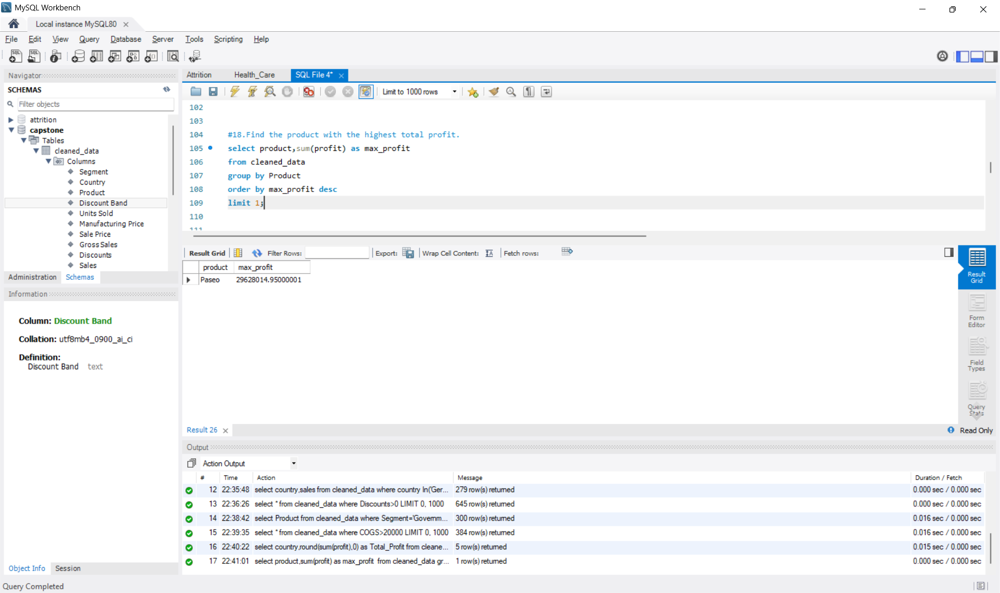 MySQL Workbench
Local instance MySQL80
File Edit View Query Database Server Tools Scripting Help
Navigator
SCHEMAS
Filter objects
attrition
capstone
Tables
cleaned_data
Columns
Segment
Country
Product
Discount Band
Units Sold
Manufacturing Price
Sale Price
Gross Sales
Discounts
Sales
Administration Schemas
Information
Column: Discount Band
Collation: utf8mb4_0900_ai_ci
Definition:
Discount Band text
Object Info Session
Query Completed
Attrition Health_Care SQL File 4*
Limit to 1000 rows
102
103
104 #18.Find the product with the highest total profit.
105 select product,sum(profit) as max_profit
106 from cleaned_data
107 group by Product
108 order by max_profit desc
109 limit 1;
110
111
Result Grid Filter Rows: Export: Wrap Cell Content: Fetch rows:
product max_profit
Paseo 29628014.95000001
Result Grid
Form Editor
Field Types
Query Stats
Result 26
Read Only
Output
Action Output
# Time Action Message Duration / Fetch
12 22:35:48 select country,sales from cleaned_data where country In('Ger... 279 row(s) returned 0.000 sec / 0.000 sec
13 22:36:26 select * from cleaned_data where Discounts>0 LIMIT 0, 1000 645 row(s) returned 0.000 sec / 0.000 sec
14 22:38:42 select Product from cleaned_data where Segment='Governm... 300 row(s) returned 0.016 sec / 0.000 sec
15 22:39:35 select * from cleaned_data where COGS>20000 LIMIT 0, 1000 384 row(s) returned 0.016 sec / 0.000 sec
16 22:40:22 select country,round(sum(profit),0) as Total_Profit from cleane... 5 row(s) returned 0.015 sec / 0.000 sec
17 22:41:01 select product,sum(profit) as max_profit from cleaned_data gr... 1 row(s) returned 0.000 sec / 0.000 sec